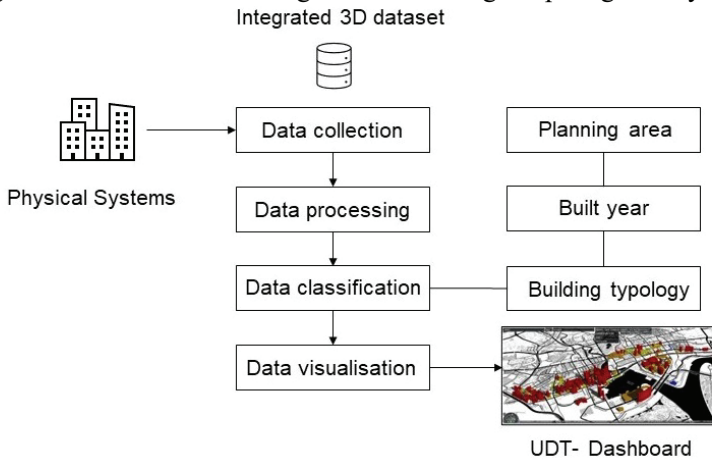 Integrated 3D dataset
Data collection
Planning area
Physical Systems
Data processing
Built year
Data classification
Building typology
Data visualisation
UDT- Dashboard